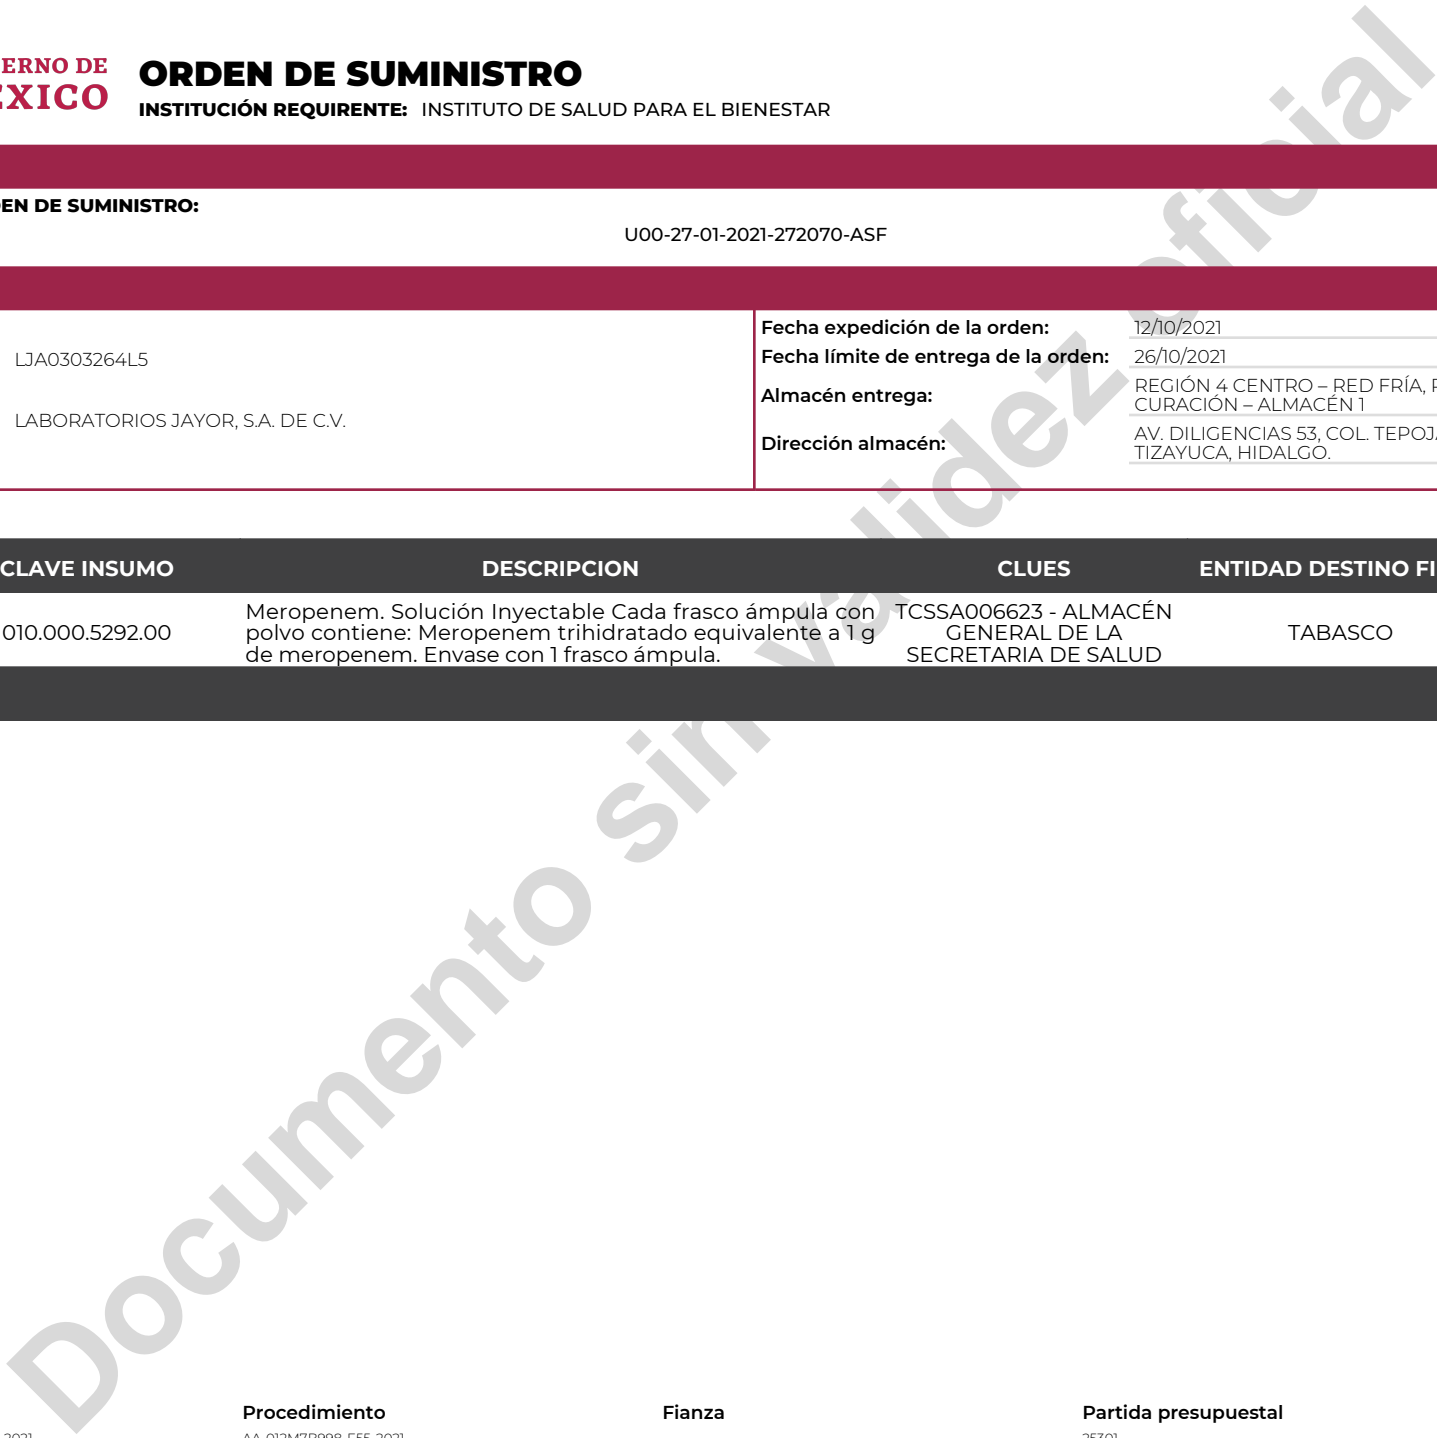 ERNO DE
ÉXICO
ORDEN DE SUMINISTRO
INSTITUCIÓN REQUIRENTE: INSTITUTO DE SALUD PARA EL BIENESTAR
EN DE SUMINISTRO:
U00-27-01-2021-272070-ASF
LJA0303264L5
LABORATORIOS JAYOR, S.A. DE C.V.
Fecha expedición de la orden: 12/10/2021
Fecha límite de entrega de la orden: 26/10/2021
Almacén entrega: REGIÓN 4 CENTRO – RED FRÍA,
CURACIÓN – ALMACÉN 1
Dirección almacén: AV. DILIGENCIAS 53, COL. TEPOJA
TIZAYUCA, HIDALGO.
CLAVE INSUMO DESCRIPCION CLUES ENTIDAD DESTINO FI
010.000.5292.00
Meropenem. Solución Inyectable Cada frasco ámpula con
polvo contiene: Meropenem trihidratado equivalente a 1 g
de meropenem. Envase con 1 frasco ámpula.
TCSSA006623 - ALMACÉN
GENERAL DE LA
SECRETARIA DE SALUD
TABASCO
Documento sin validez oficial
Procedimiento Fianza Partida presupuestal